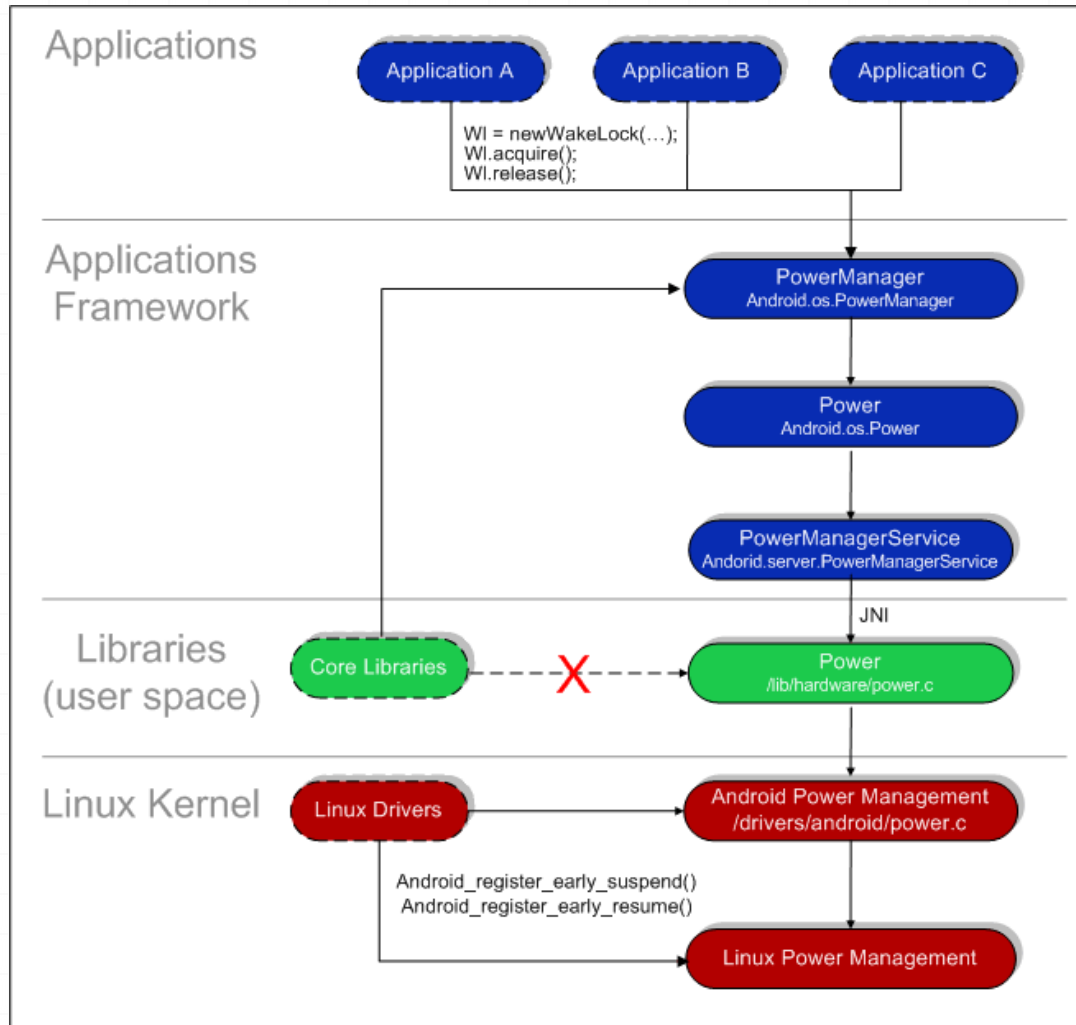 Applications
Application A
Application B
Application C
Wl = newWakeLock(…);
Wl.acquire();
Wl.release();
Applications
Framework
PowerManager
Android.os.PowerManager
Power
Android.os.Power
PowerManagerService
Andorid.server.PowerManagerService
JNI
Libraries
(user space)
Core Libraries
X
Power
/lib/hardware/power.c
Linux Kernel
Linux Drivers
Android Power Management
/drivers/android/power.c
Android_register_early_suspend()
Android_register_early_resume()
Linux Power Management